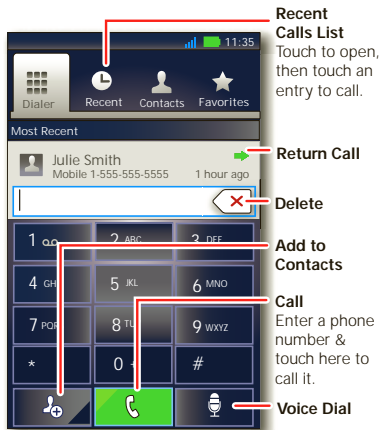 Recent
Calls List
Touch to open,
then touch an
entry to call.
11:35
Dialer
Recent
Contacts
Favorites
Most Recent
Julie Smith
Mobile 1-555-555-5555
1 hour ago
Return Call
Delete
1
2 ABC
3 DEF
Add to
Contacts
4 GH
5 JKL
6 MNO
Call
Enter a phone
number &
touch here to
call it.
7 PQR
8 TU
9 WXYZ
*
0 +
#
Voice Dial